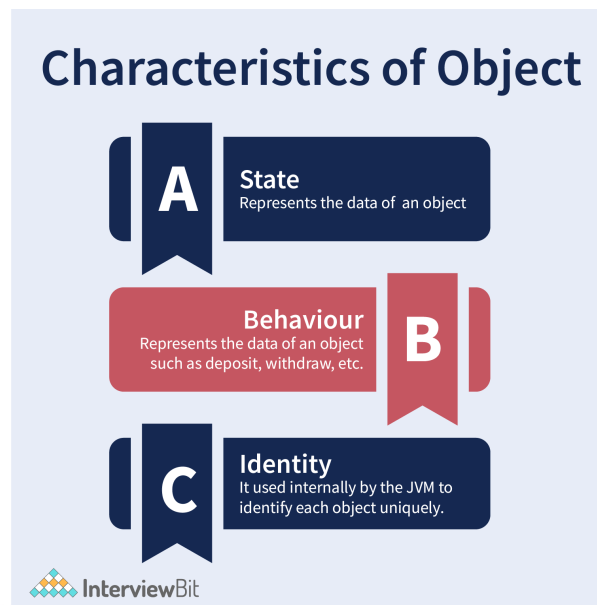 Characteristics of Object
A
State
Represents the data of an object
Behaviour
Represents the data of an object
such as deposit, withdraw, etc.
B
C
Identity
It used internally by the JVM to
identify each object uniquely.
InterviewBit